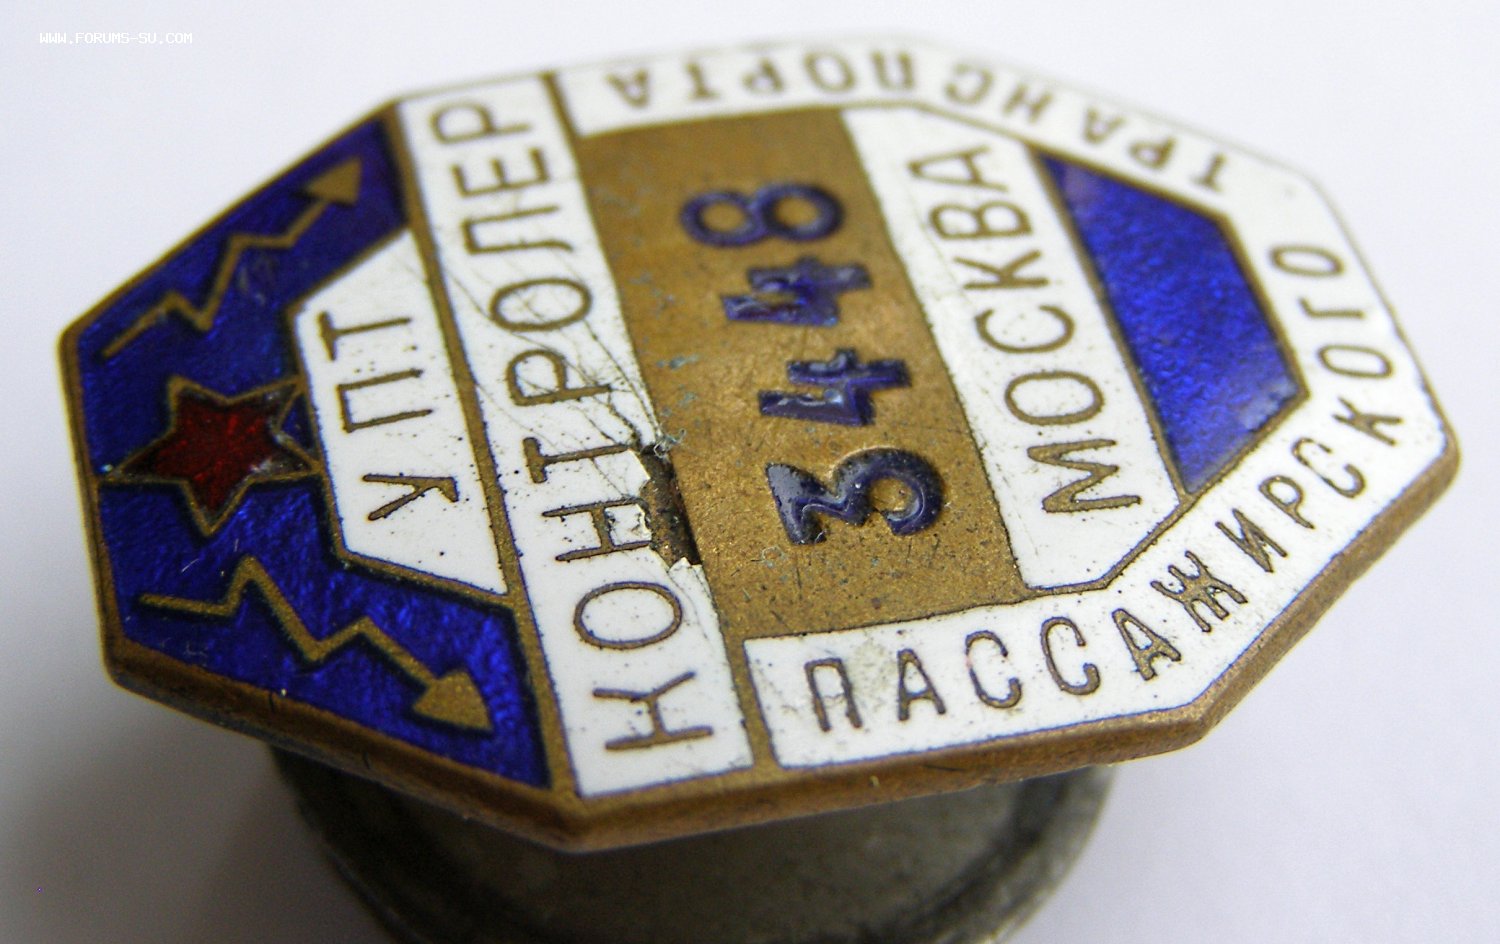 WWW.FORUMS-SU.COM
УПТ
КОНТРОЛЕР
3448
МОСКВА
ПАССАЖИРСКОГО ТРАНСПОРТА